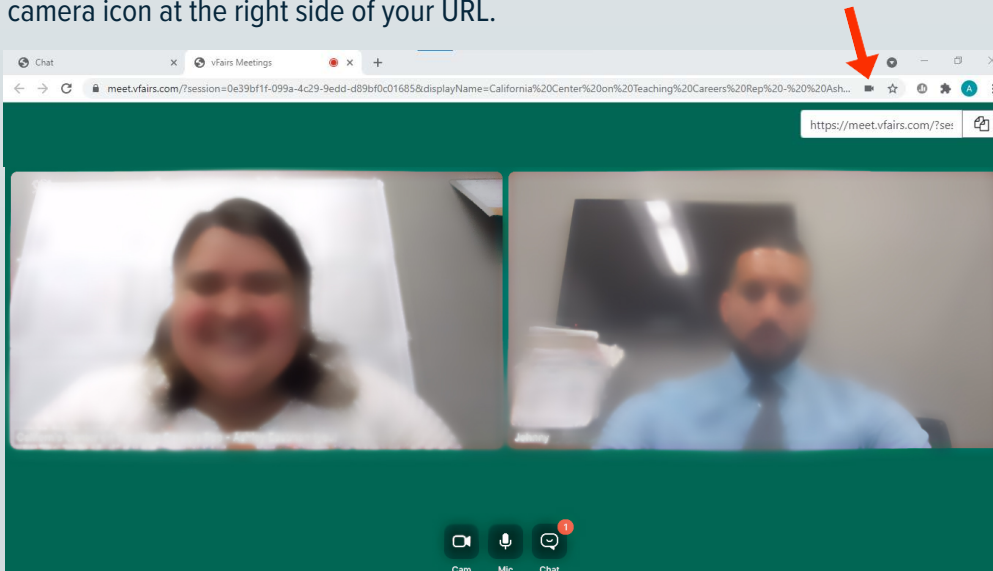 camera icon at the right side of your URL.
Chat
vFairs Meetings
meet.vfairs.com/?session=0e39bf1f-099a-4c29-9edd-d89bf0c01685&displayName=California%20Center%20on%20Teaching%20Careers%20Rep%20-%20%20Ash...
A
https://meet.vfairs.com/?ses
Johnny
1
Cam Mic Chat